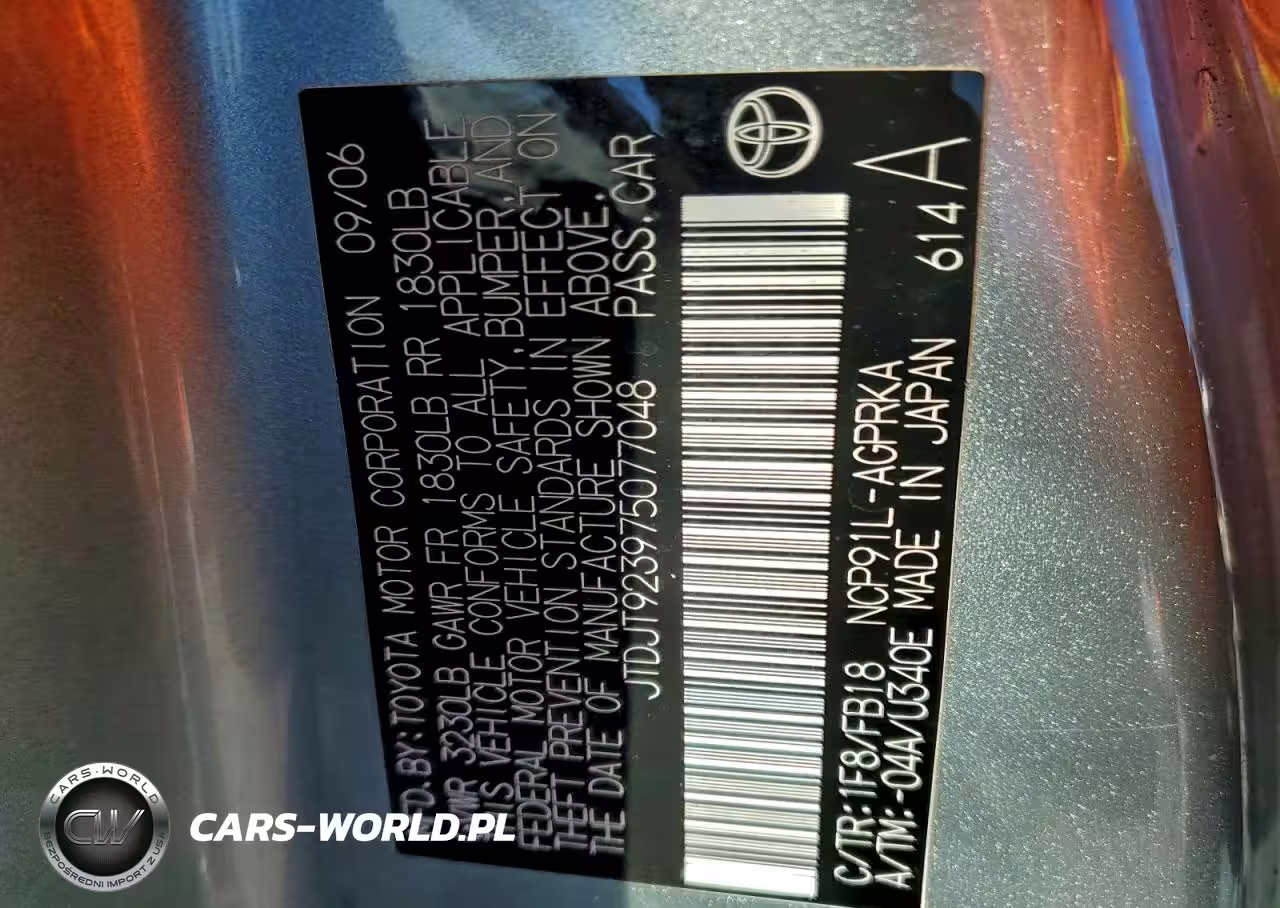 MFD.BY:TOYOTA MOTOR CORPORATION 09/06
GVWR 3230LB GAWR FR 1830LB RR 1830LB
THIS VEHICLE CONFORMS TO ALL APPLICABLE
FEDERAL MOTOR VEHICLE SAFETY,BUMPER,AND
THEFT PREVENTION STANDARDS IN EFFECT ON
THE DATE OF MANUFACTURE SHOWN ABOVE.
JTDJT923975077048 PASS.CAR
C/TR:1F8/FB18 NCP91L-AGPRKA
A/TM:-04A/U340E MADE IN JAPAN 614 A
CARS-WORLD
CW
BEZPOŚREDNI IMPORT Z USA
CARS-WORLD.PL